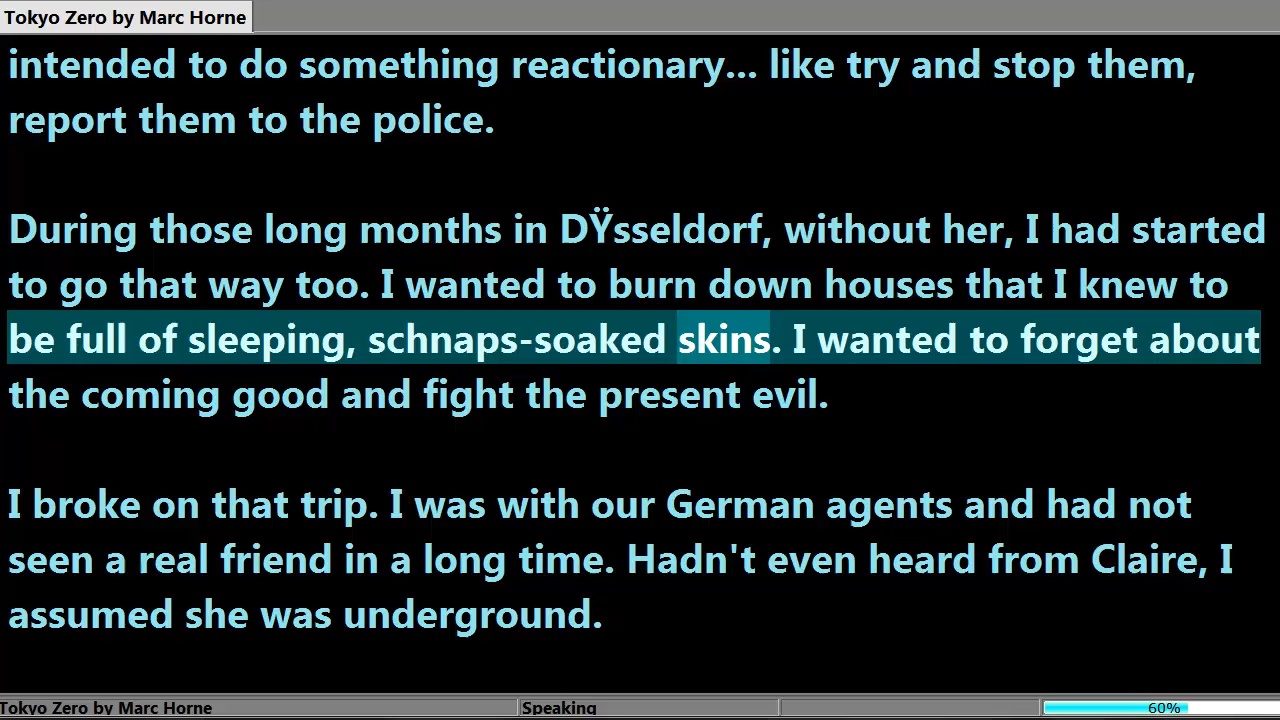 Tokyo Zero by Marc Horne
intended to do something reactionary... like try and stop them,
report them to the police.
During those long months in DŸsseldorf, without her, I had started
to go that way too. I wanted to burn down houses that I knew to
be full of sleeping, schnaps-soaked skins. I wanted to forget about
the coming good and fight the present evil.
I broke on that trip. I was with our German agents and had not
seen a real friend in a long time. Hadn't even heard from Claire, I
assumed she was underground.
Tokyo Zero by Marc Horne
Speaking
60%